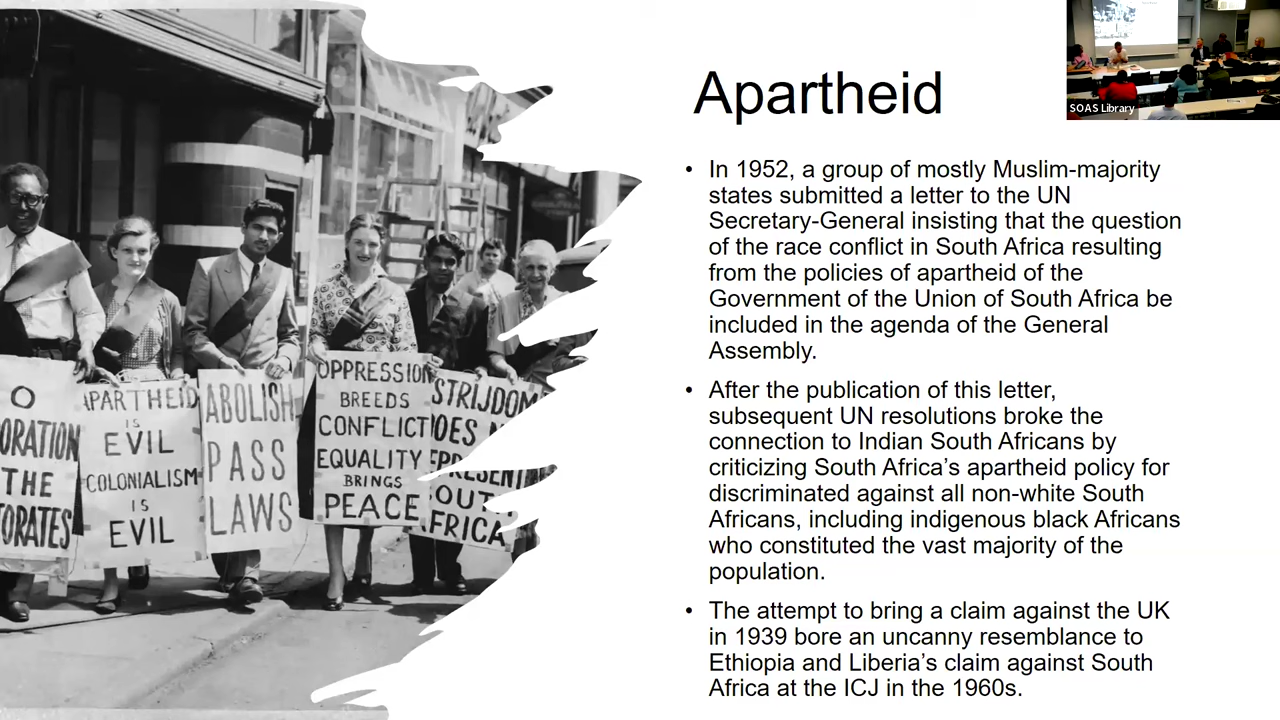 Apartheid
SOAS Library
• In 1952, a group of mostly Muslim-majority
states submitted a letter to the UN
Secretary-General insisting that the question
of the race conflict in South Africa resulting
from the policies of apartheid of the
Government of the Union of South Africa be
included in the agenda of the General
Assembly.
• After the publication of this letter,
subsequent UN resolutions broke the
connection to Indian South Africans by
criticizing South Africa’s apartheid policy for
discriminated against all non-white South
Africans, including indigenous black Africans
who constituted the vast majority of the
population.
• The attempt to bring a claim against the UK
in 1939 bore an uncanny resemblance to
Ethiopia and Liberia’s claim against South
Africa at the ICJ in the 1960s.
O
ORATION
THE
TORATES
APARTHEID
IS
EVIL
COLONIALISM
IS
EVIL
ABOLISH
PASS
LAWS
OPPRESSION
BREEDS
CONFLICT
EQUALITY
BRINGS
PEACE
STRIJDOM
OES N
EPRESENT
OUT
FRICA